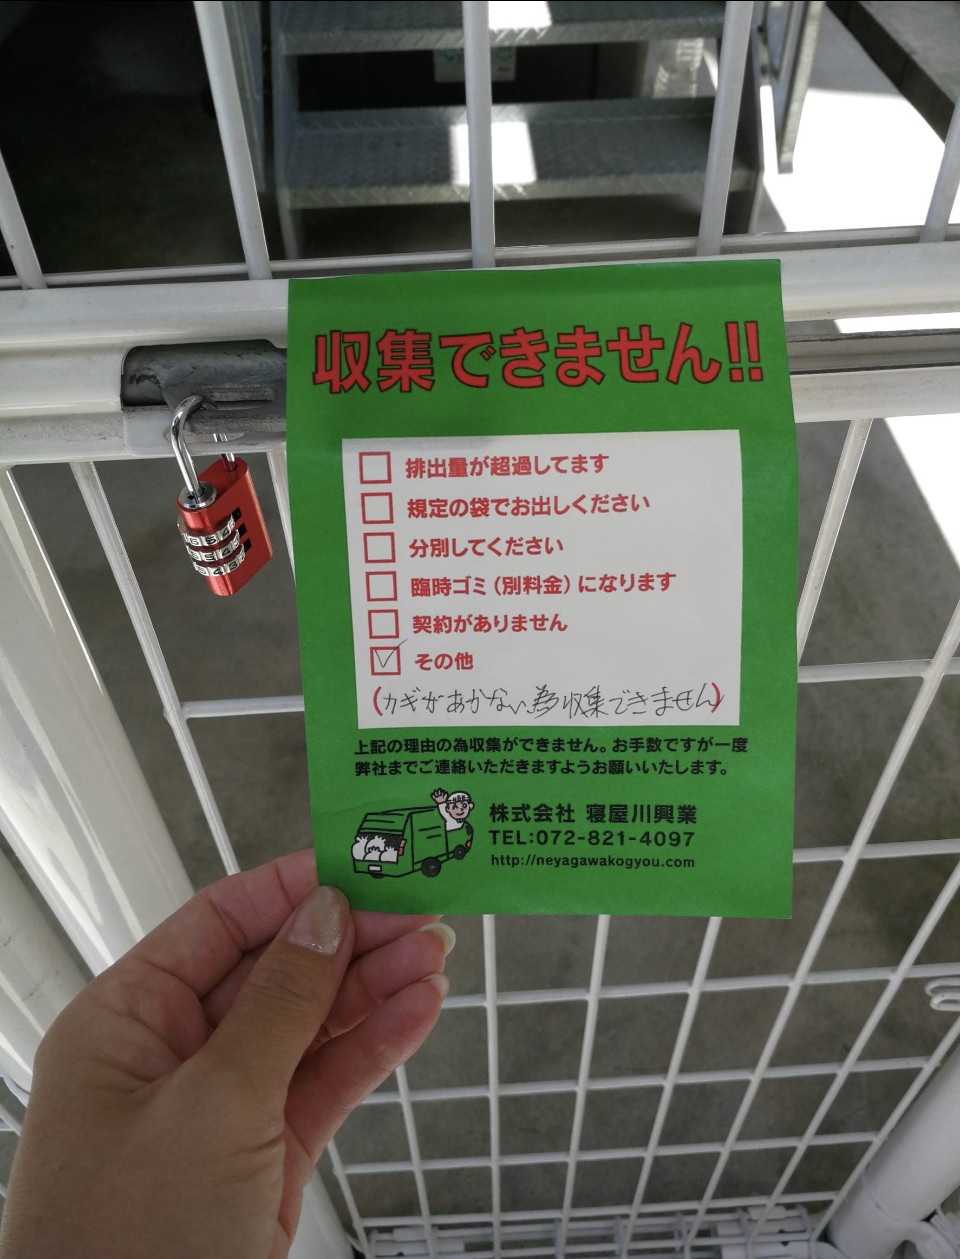 収集できません!!
排出量が超過してます
規定の袋でお出しください
分別してください
臨時ゴミ（別料金）になります
契約がありません
その他
（カギがあかない為収集できません）
上記の理由の為収集ができません。お手数ですが一度
弊社までご連絡いただきますようお願いいたします。
株式会社 寝屋川興業
TEL:072-821-4097
http://neyagawakogyou.com